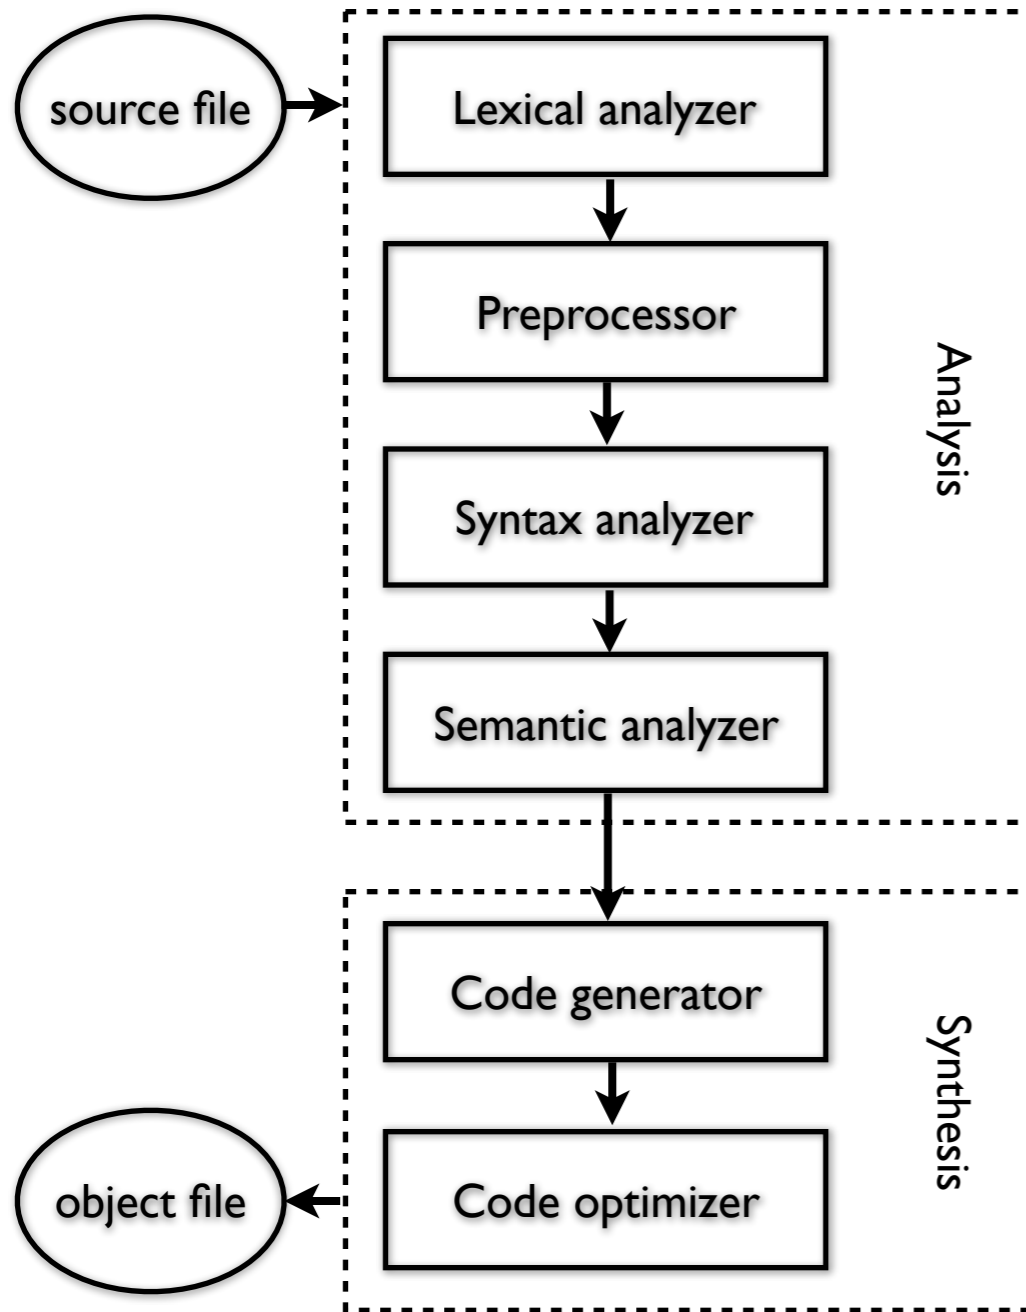 source file
Lexical analyzer
Preprocessor
Analysis
Syntax analyzer
Semantic analyzer
Code generator
Synthesis
object file
Code optimizer